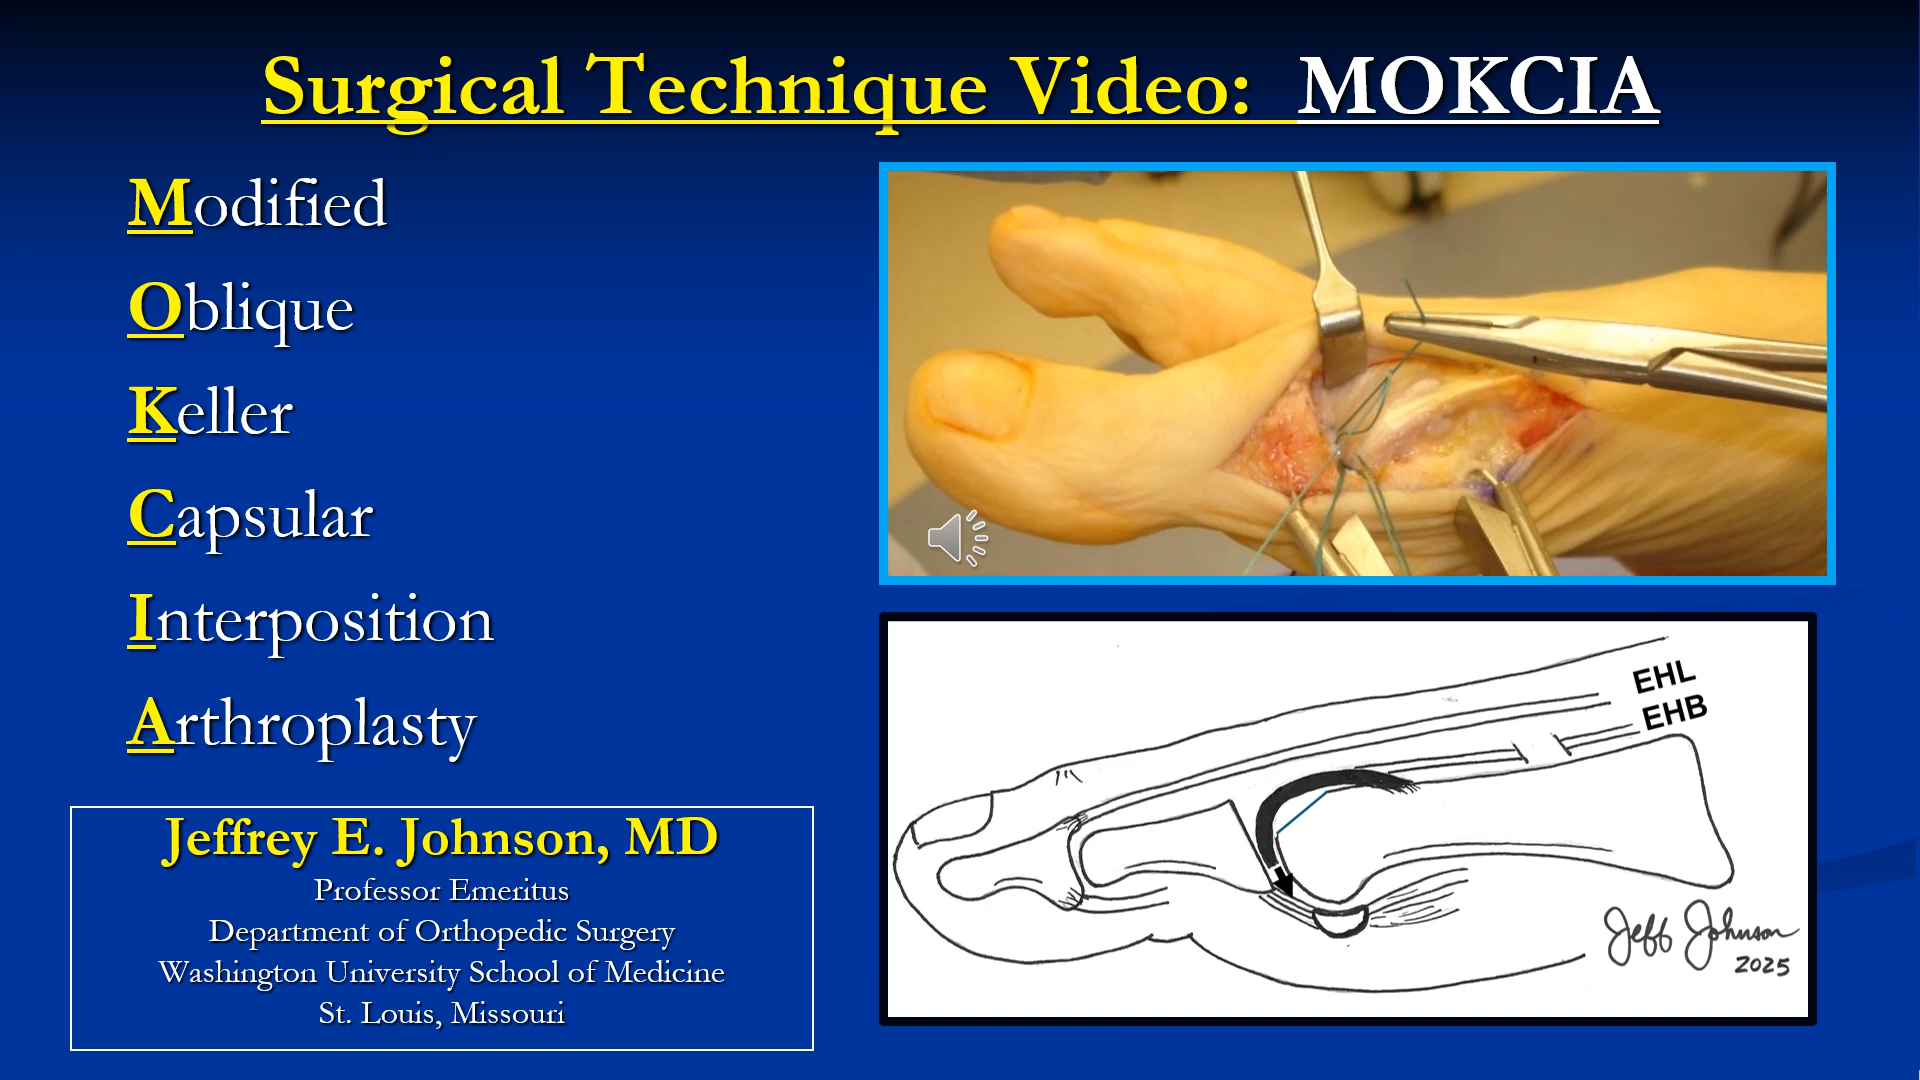 Surgical Technique Video: MOKCIA
Modified
Oblique
Keller
Capsular
Interposition
Arthroplasty
Jeffrey E. Johnson, MD
Professor Emeritus
Department of Orthopedic Surgery
Washington University School of Medicine
St. Louis, Missouri
EHL
EHB
Jeff Johnson
2025